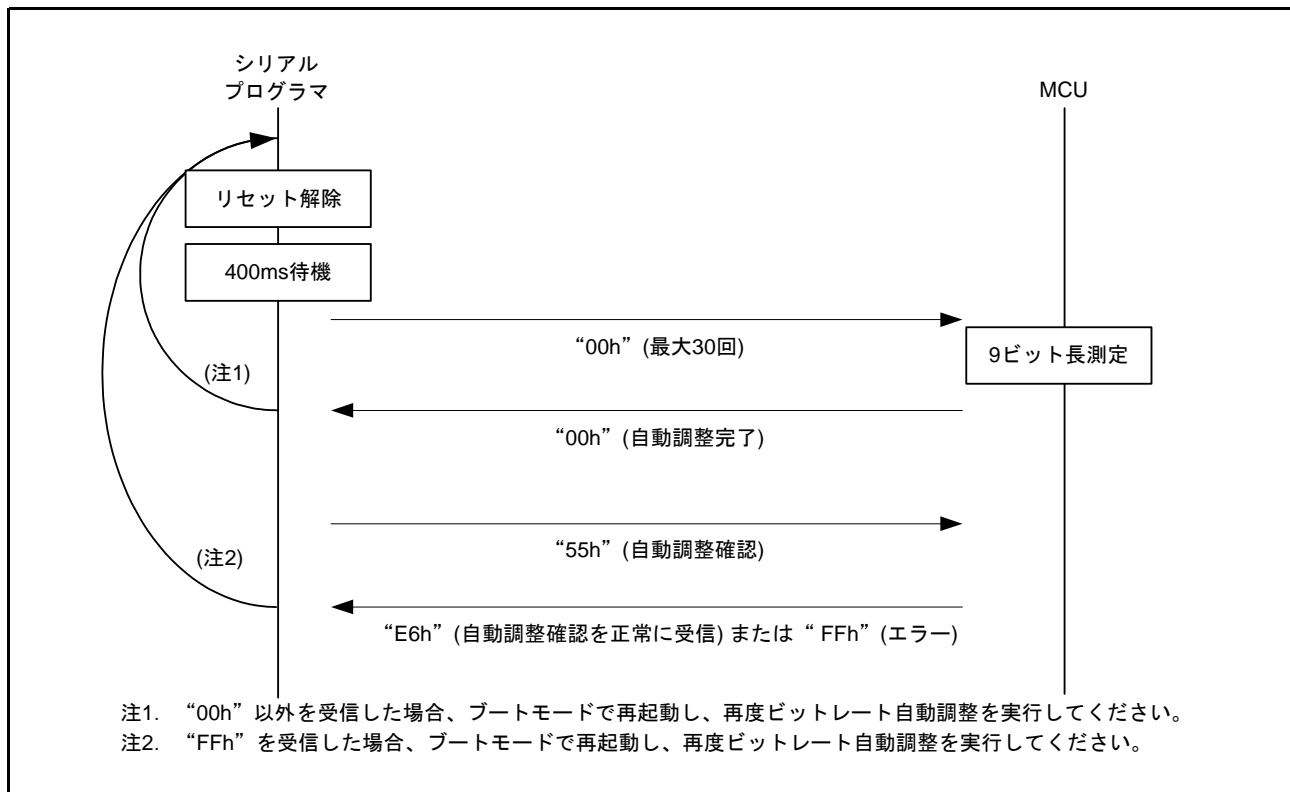 シリアル
プログラマ
MCU
リセット解除
400ms待機
“00h” (最大30回)
9ビット長測定
(注1)
“00h” (自動調整完了)
“55h” (自動調整確認)
(注2)
“E6h” (自動調整確認を正常に受信) または “ FFh” (エラー)
注1. “00h” 以外を受信した場合、ブートモードで再起動し、再度ビットレート自動調整を実行してください。
注2. “FFh” を受信した場合、ブートモードで再起動し、再度ビットレート自動調整を実行してください。